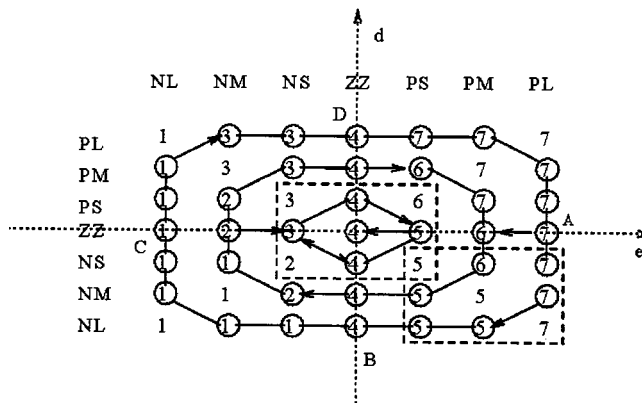 d
NL NM NS ZZ PS PM PL
D
PL 1 3 3 4 7 7 7
PM 1 3 3 4 6 7 7
PS 1 2 3 4 6 7 7
A
ZZ 1 2 3 4 5 6 7
C
e
NS 1 1 2 4 5 6 7
NM 1 1 2 4 5 5 7
NL 1 1 1 4 5 5 7
B